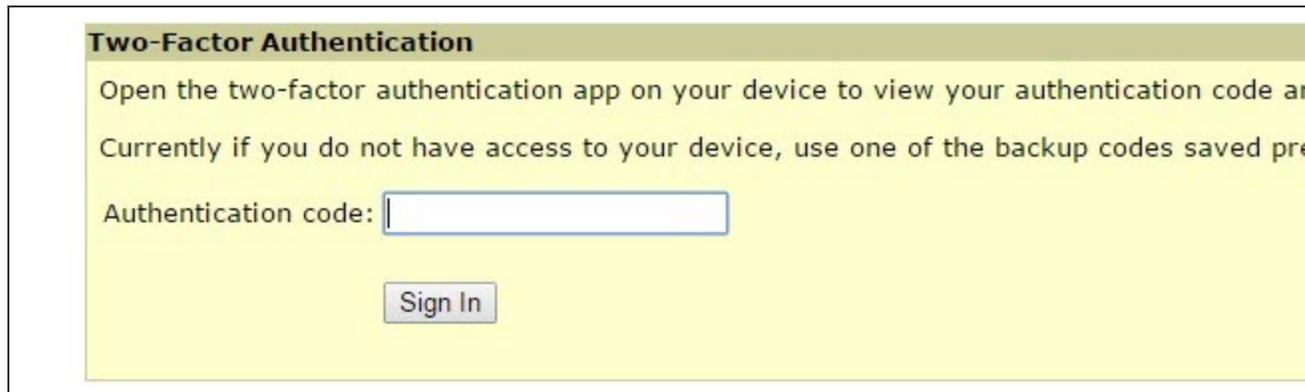 Two-Factor Authentication
Open the two-factor authentication app on your device to view your authentication code
Currently if you do not have access to your device, use one of the backup codes saved
Authentication code:
Sign In